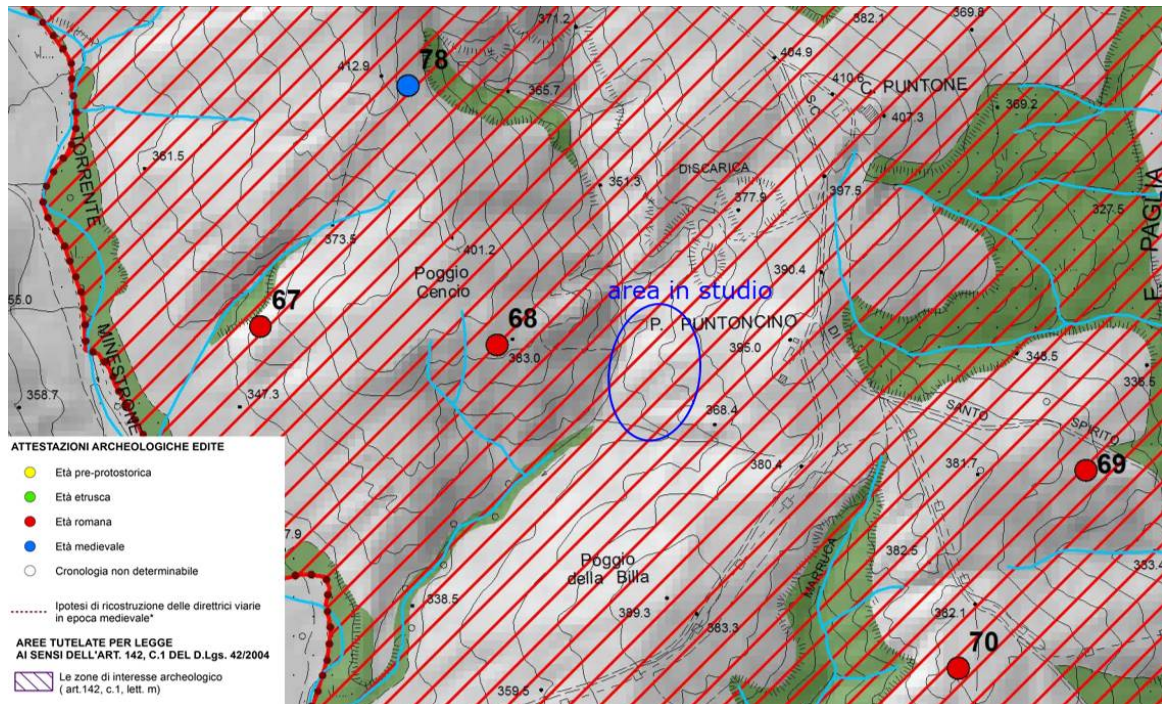 371.2
382.1
369.8
78
412.9
404.9
365.7
410.6
C. PUNTONE
S.C.
407.3
369.2
TORRENTE
361.5
DISCARICA
351.3
377.9
397.5
327.5
F. PAGLIA
373.5
401.2
Poggio
Cencio
390.4
area in studio
67
68
P. PUNTONCINO
383.0
395.0
DI
348.5
336.5
MINESTRONE
358.7
347.3
368.4
SANTO
SPIRITO
380.4
381.7
69
ATTESTAZIONI ARCHEOLOGICHE EDITE
Età pre-protostorica
Età etrusca
Età romana
Età medievale
Cronologia non determinabile
Ipotesi di ricostruzione delle direttrici viarie
in epoca medievale*
AREE TUTELATE PER LEGGE
AI SENSI DELL'ART. 142, C.1 DEL D.Lgs. 42/2004
Le zone di interesse archeologico
( art.142, c.1, lett. m)
Poggio
della Billa
MARRUCA
382.5
333.4
338.5
389.3
383.3
382.1
70
359.5